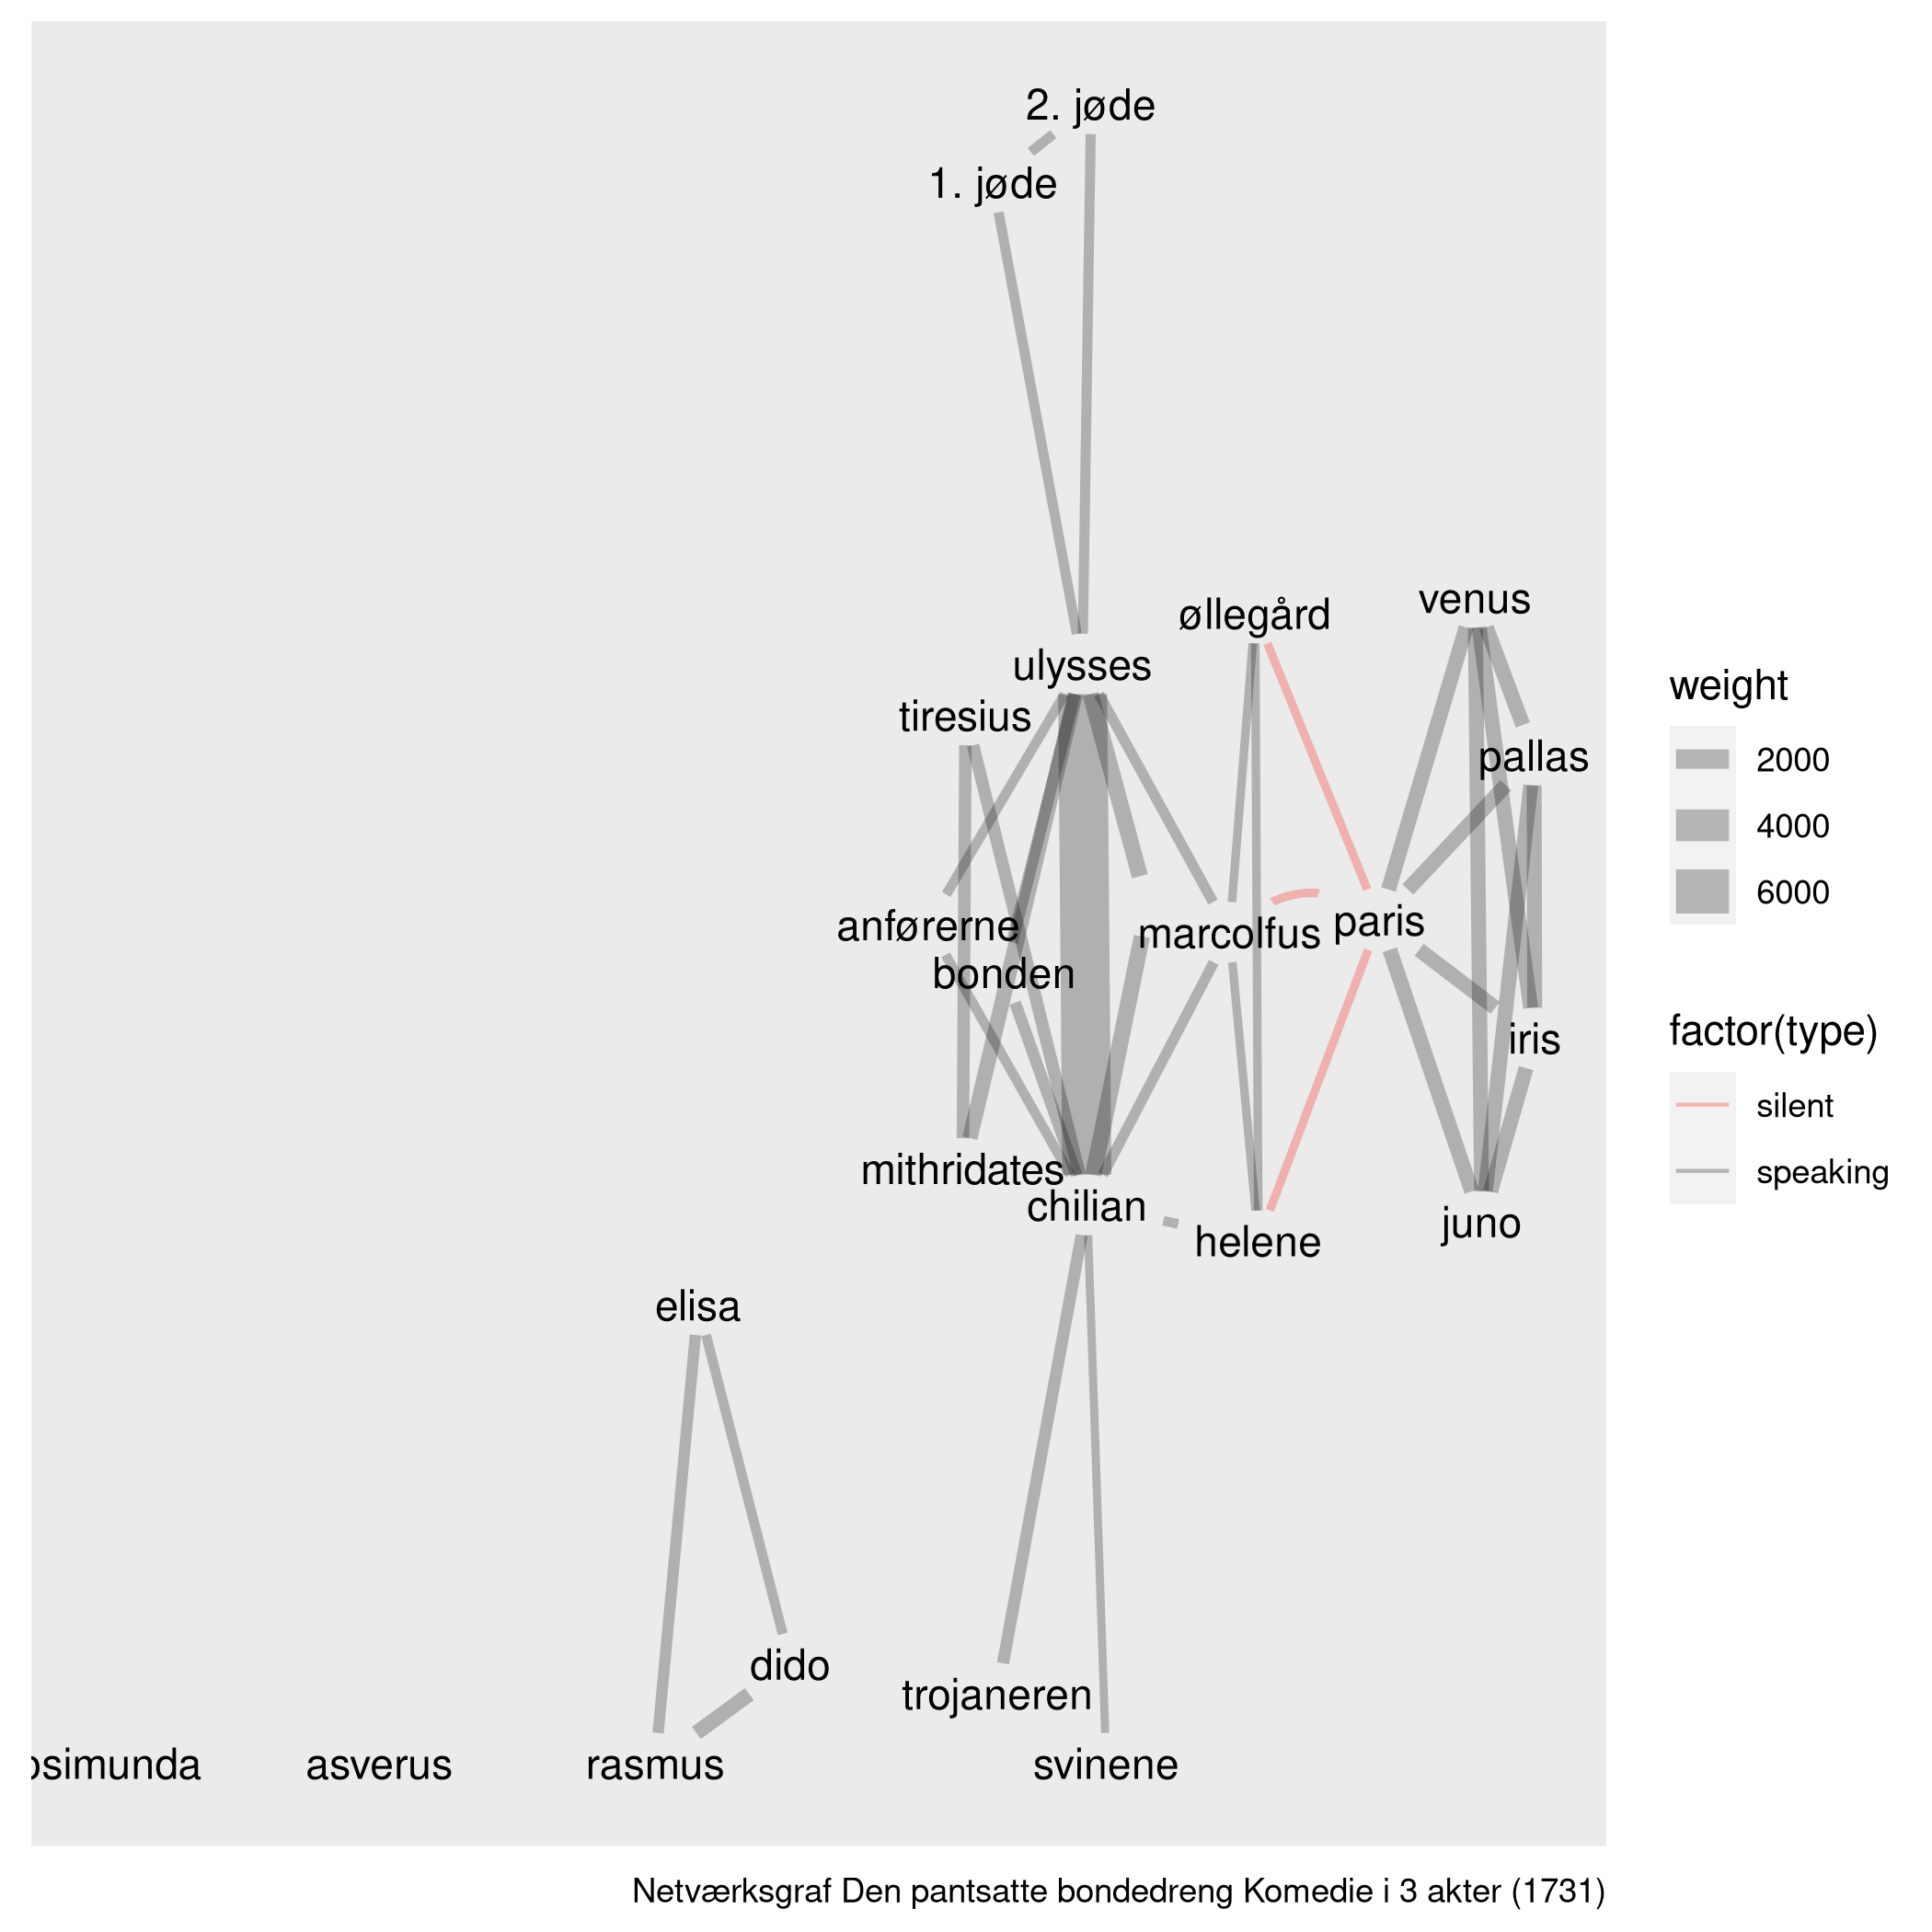 2. jøde
1. jøde
venus
øllegård
ulysses
tiresius
pallas
anførerne
marcolfus
paris
bonden
iris
mithridates
chilian
helene
juno
elisa
dido
trojaneren
osimunda
asverus
rasmus
svinene
weight
2000
4000
6000
factor(type)
silent
speaking
Netværksgraf Den pantsatte bondedreng Komedie i 3 akter (1731)